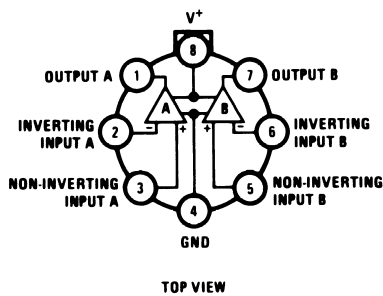 V+
8
OUTPUT A 1 7 OUTPUT B
A B
INVERTING INPUT A 2 − + + − 6 INVERTING INPUT B
NON-INVERTING INPUT A 3 5 NON-INVERTING INPUT B
4
GND
TOP VIEW